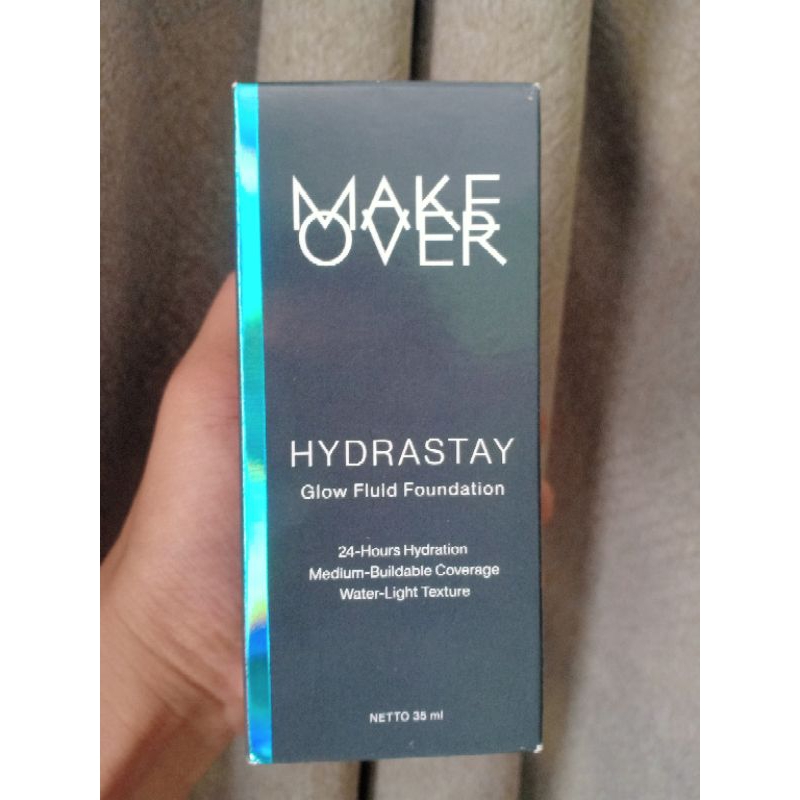 MAKE
OVER
HYDRASTAY
Glow Fluid Foundation
24-Hours Hydration
Medium-Buildable Coverage
Water-Light Texture
NETTO 35 ml